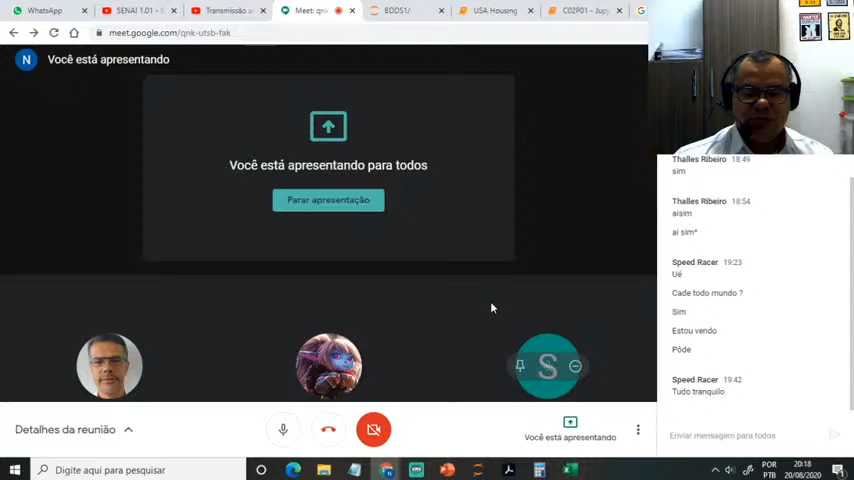 WhatsApp
SENAI 1.01 -
Transmissão a
Meet: qnk
BDDS1/
USA Housing
C02P01 - Jupy
meet.google.com/qnk-utsb-fak
N
Você está apresentando
Você está apresentando para todos
Parar apresentação
Thalles Ribeiro 18:49
sim
Thalles Ribeiro 18:54
aisim
ai sim*
Speed Racer 19:23
Ué
Cade todo mundo ?
Sim
Estou vendo
Pôde
Speed Racer 19:42
Tudo tranquilo
S
Detalhes da reunião
Você está apresentando
Enviar mensagem para todos
Digite aqui para pesquisar
POR
PTB
20:18
20/08/2020